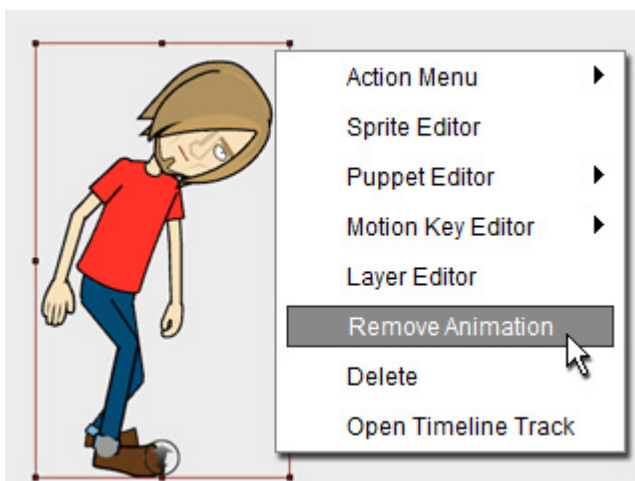 Action Menu
Sprite Editor
Puppet Editor
Motion Key Editor
Layer Editor
Remove Animation
Delete
Open Timeline Track